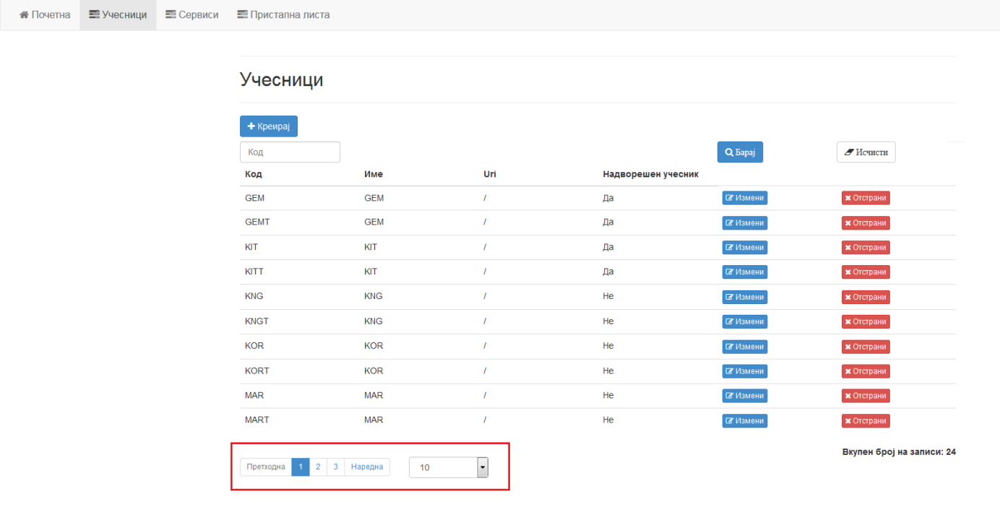 Почетна Учесници Сервиси Пристапна листа
Учесници
Креирај
Код Барај Исчисти
Код Име Uri Надворешен учесник
GEM GEM / Да Измени Отстрани
GEMT GEM / Да Измени Отстрани
KIT KIT / Да Измени Отстрани
KITT KIT / Да Измени Отстрани
KNG KNG / Не Измени Отстрани
KNGT KNG / Не Измени Отстрани
KOR KOR / Не Измени Отстрани
KORT KOR / Не Измени Отстрани
MAR MAR / Не Измени Отстрани
MART MAR / Не Измени Отстрани
Вкупен број на записи: 24
Претходна 1 2 3 Наредна 10